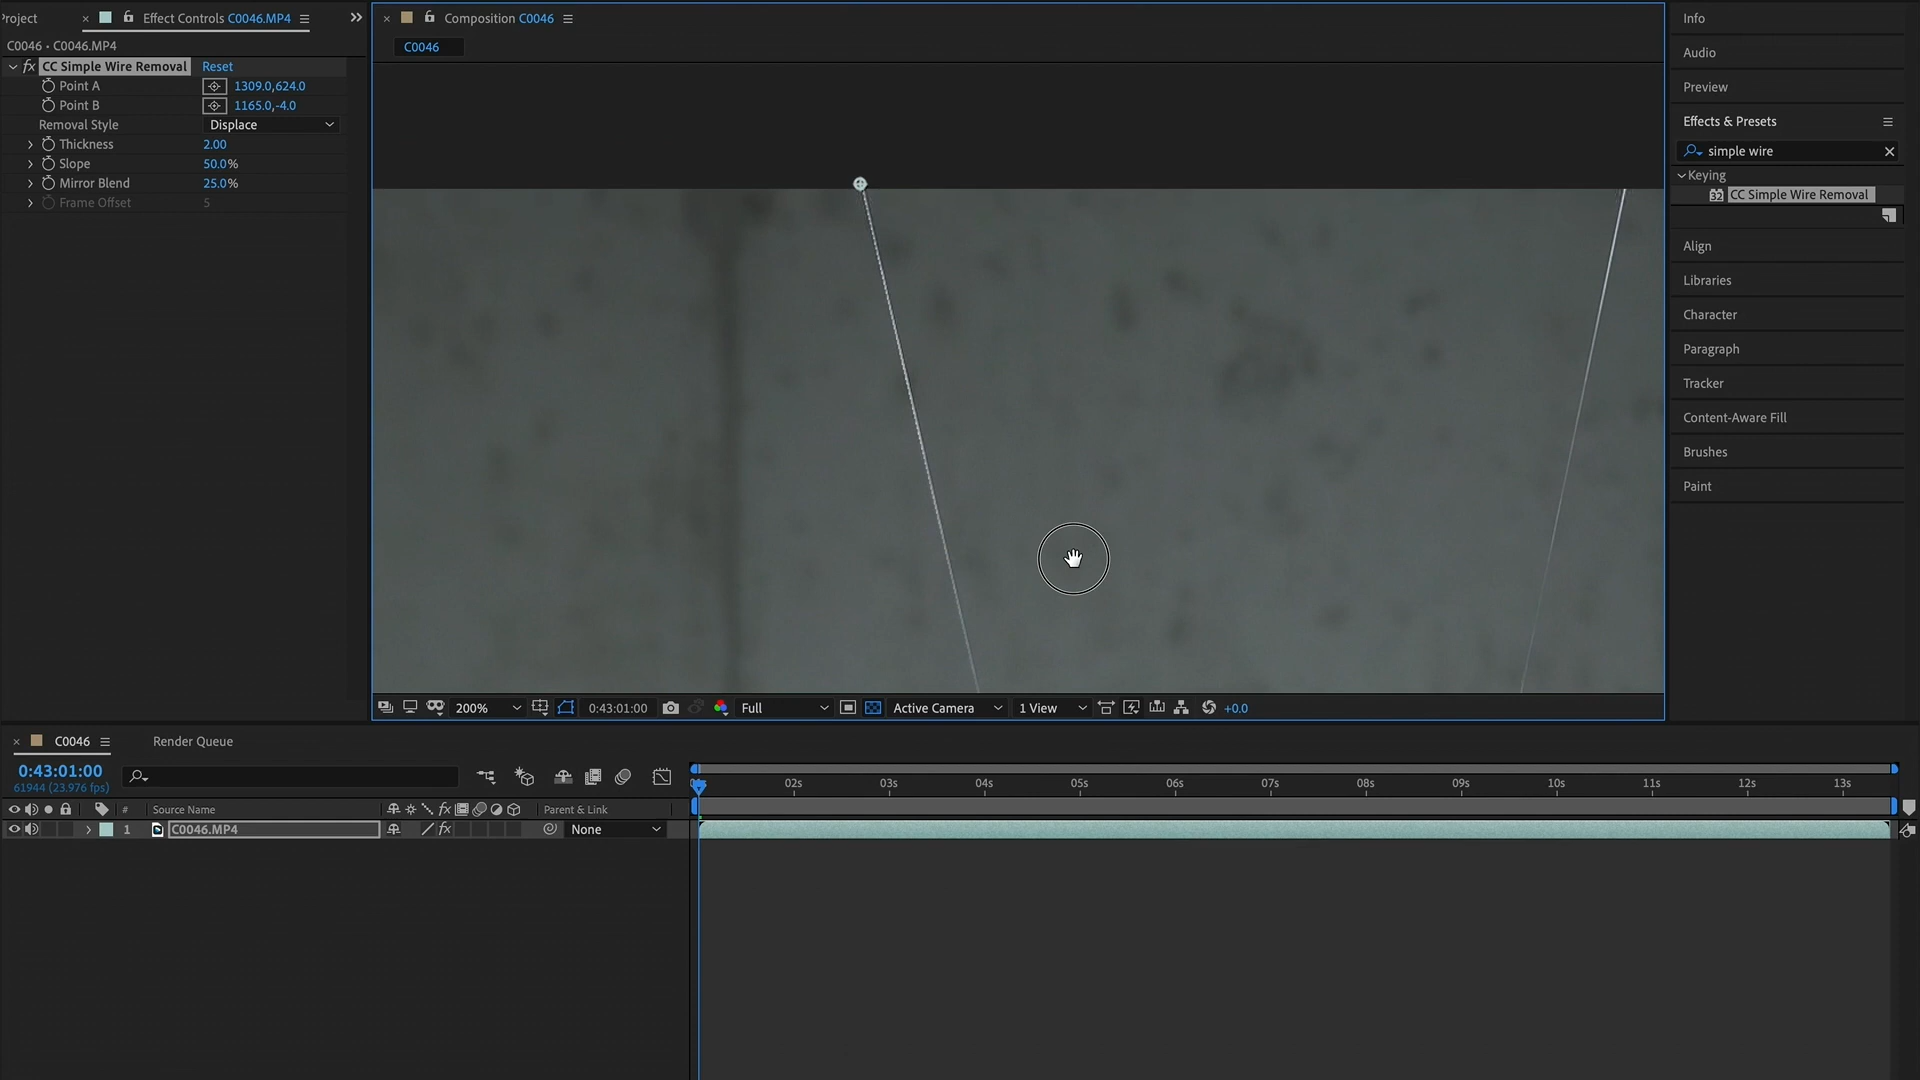 Project
Effect Controls C0046.MP4
Composition C0046
C0046 • C0046.MP4
C0046
CC Simple Wire Removal
Reset
Point A
1309.0,624.0
Point B
1165.0,-4.0
Removal Style
Displace
Thickness
2.00
Slope
50.0%
Mirror Blend
25.0%
Frame Offset
5
Info
Audio
Preview
Effects & Presets
simple wire
Keying
32 CC Simple Wire Removal
Align
Libraries
Character
Paragraph
Tracker
Content-Aware Fill
Brushes
Paint
200%
0:43:01:00
Full
Active Camera
1 View
+0.0
C0046
Render Queue
0:43:01:00
61944 (23.976 fps)
02s 03s 04s 05s 06s 07s 08s 09s 10s 11s 12s 13s
# Source Name
fx
Parent & Link
1 C0046.MP4
fx
None